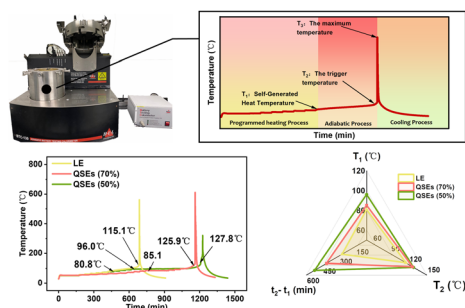 T₃: The maximum
temperature
T₂: The trigger
temperature
T₁: Self-Generated
Heat Temperature
Temperature (℃)
Programmed heating Process
Adiabatic Process
Cooling Process
Time (min)
LE
QSEs (70%)
QSEs (50%)
Temperature (℃)
800
600
400
200
0
115.1℃
96.0℃
80.8℃
85.1
125.9℃
127.8℃
0 300 600 900 1200 1500
Time (min)
T₁ (℃)
LE
QSEs (70%)
QSEs (50%)
120
100
80
60
60
150
300
450
600
120
150
t₂- t₁ (min)
T₂ (℃)